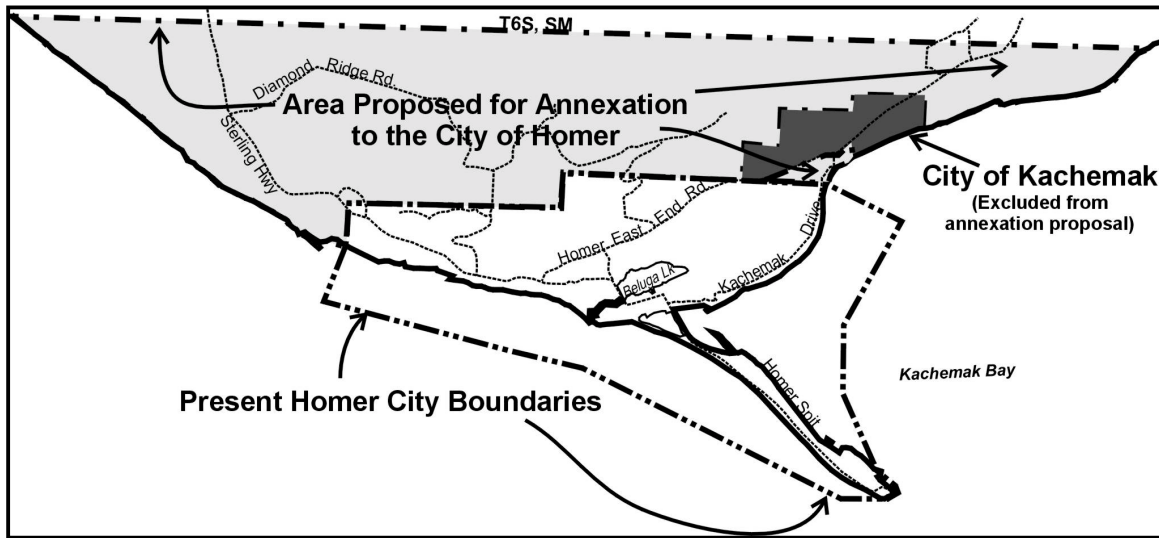 T6S, SM
Diamond Ridge Rd
Area Proposed for Annexation
to the City of Homer
Sterling Hwy
City of Kachemak
(Excluded from
annexation proposal)
Homer East End Rd
Kachemak Drive
Beluga Lk
Kachemak Bay
Homer Spit
Present Homer City Boundaries